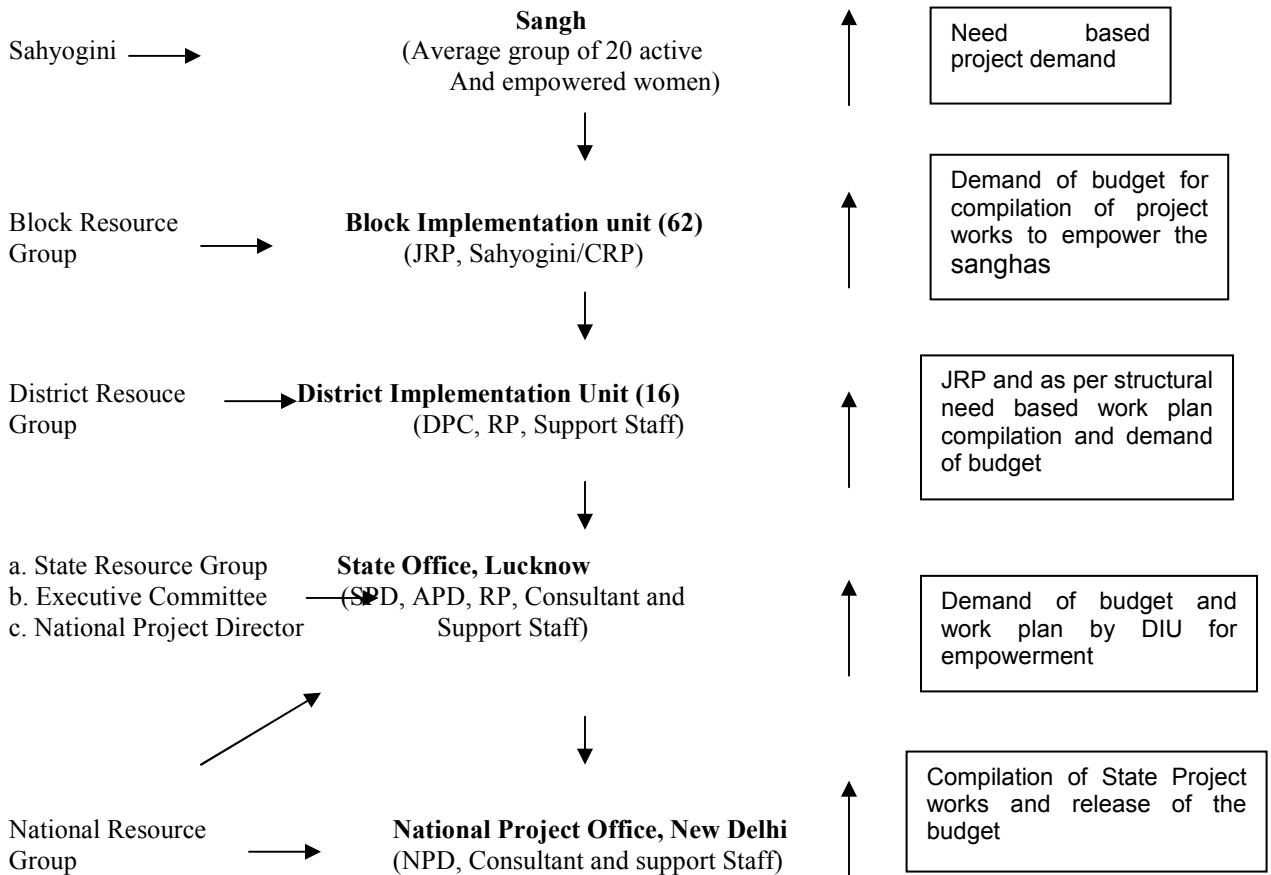 Sahyogini
Sangh
(Average group of 20 active
And empowered women)
Need based
project demand
Block Resource
Group
Block Implementation unit (62)
(JRP, Sahyogini/CRP)
Demand of budget for
compilation of project
works to empower the
sanghas
District Resouce
Group
District Implementation Unit (16)
(DPC, RP, Support Staff)
JRP and as per structural
need based work plan
compilation and demand
of budget
a. State Resource Group
b. Executive Committee
c. National Project Director
State Office, Lucknow
(SPD, APD, RP, Consultant and
Support Staff)
Demand of budget and
work plan by DIU for
empowerment
National Resource
Group
National Project Office, New Delhi
(NPD, Consultant and support Staff)
Compilation of State Project
works and release of the
budget